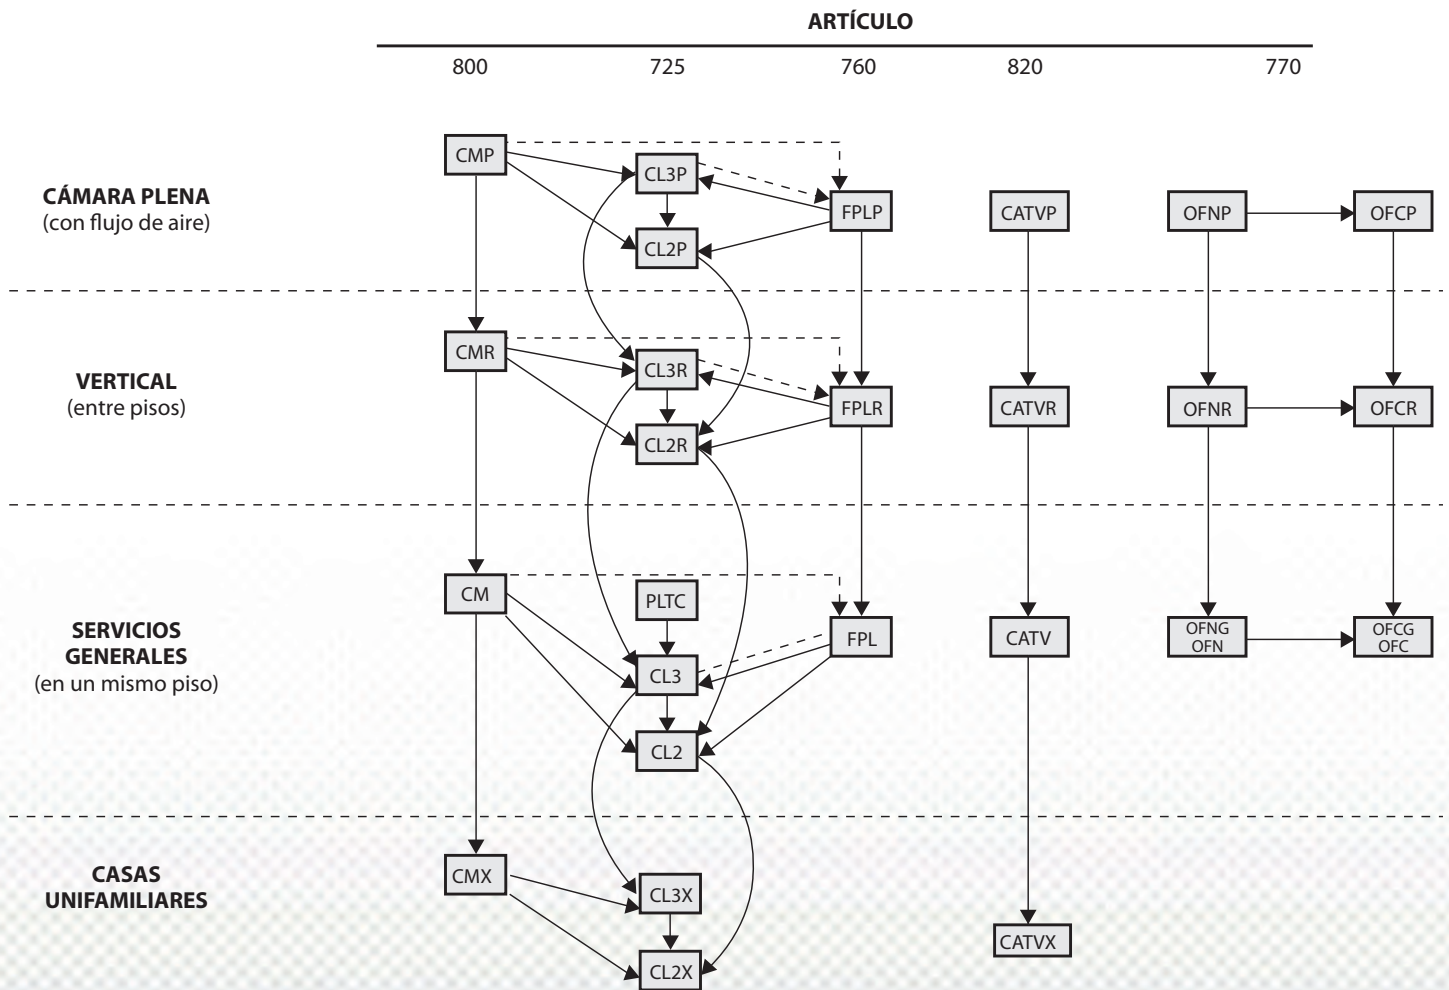 ARTÍCULO
800 725 760 820 770
CÁMARA PLENA
(con flujo de aire)
CMP
CL3P
CL2P
FPLP
CATVP
OFNP
OFCP
VERTICAL
(entre pisos)
CMR
CL3R
CL2R
FPLR
CATVR
OFNR
OFCR
SERVICIOS
GENERALES
(en un mismo piso)
CM
PLTC
CL3
CL2
FPL
CATV
OFNG
OFN
OFCG
OFC
CASAS
UNIFAMILIARES
CMX
CL3X
CL2X
CATVX